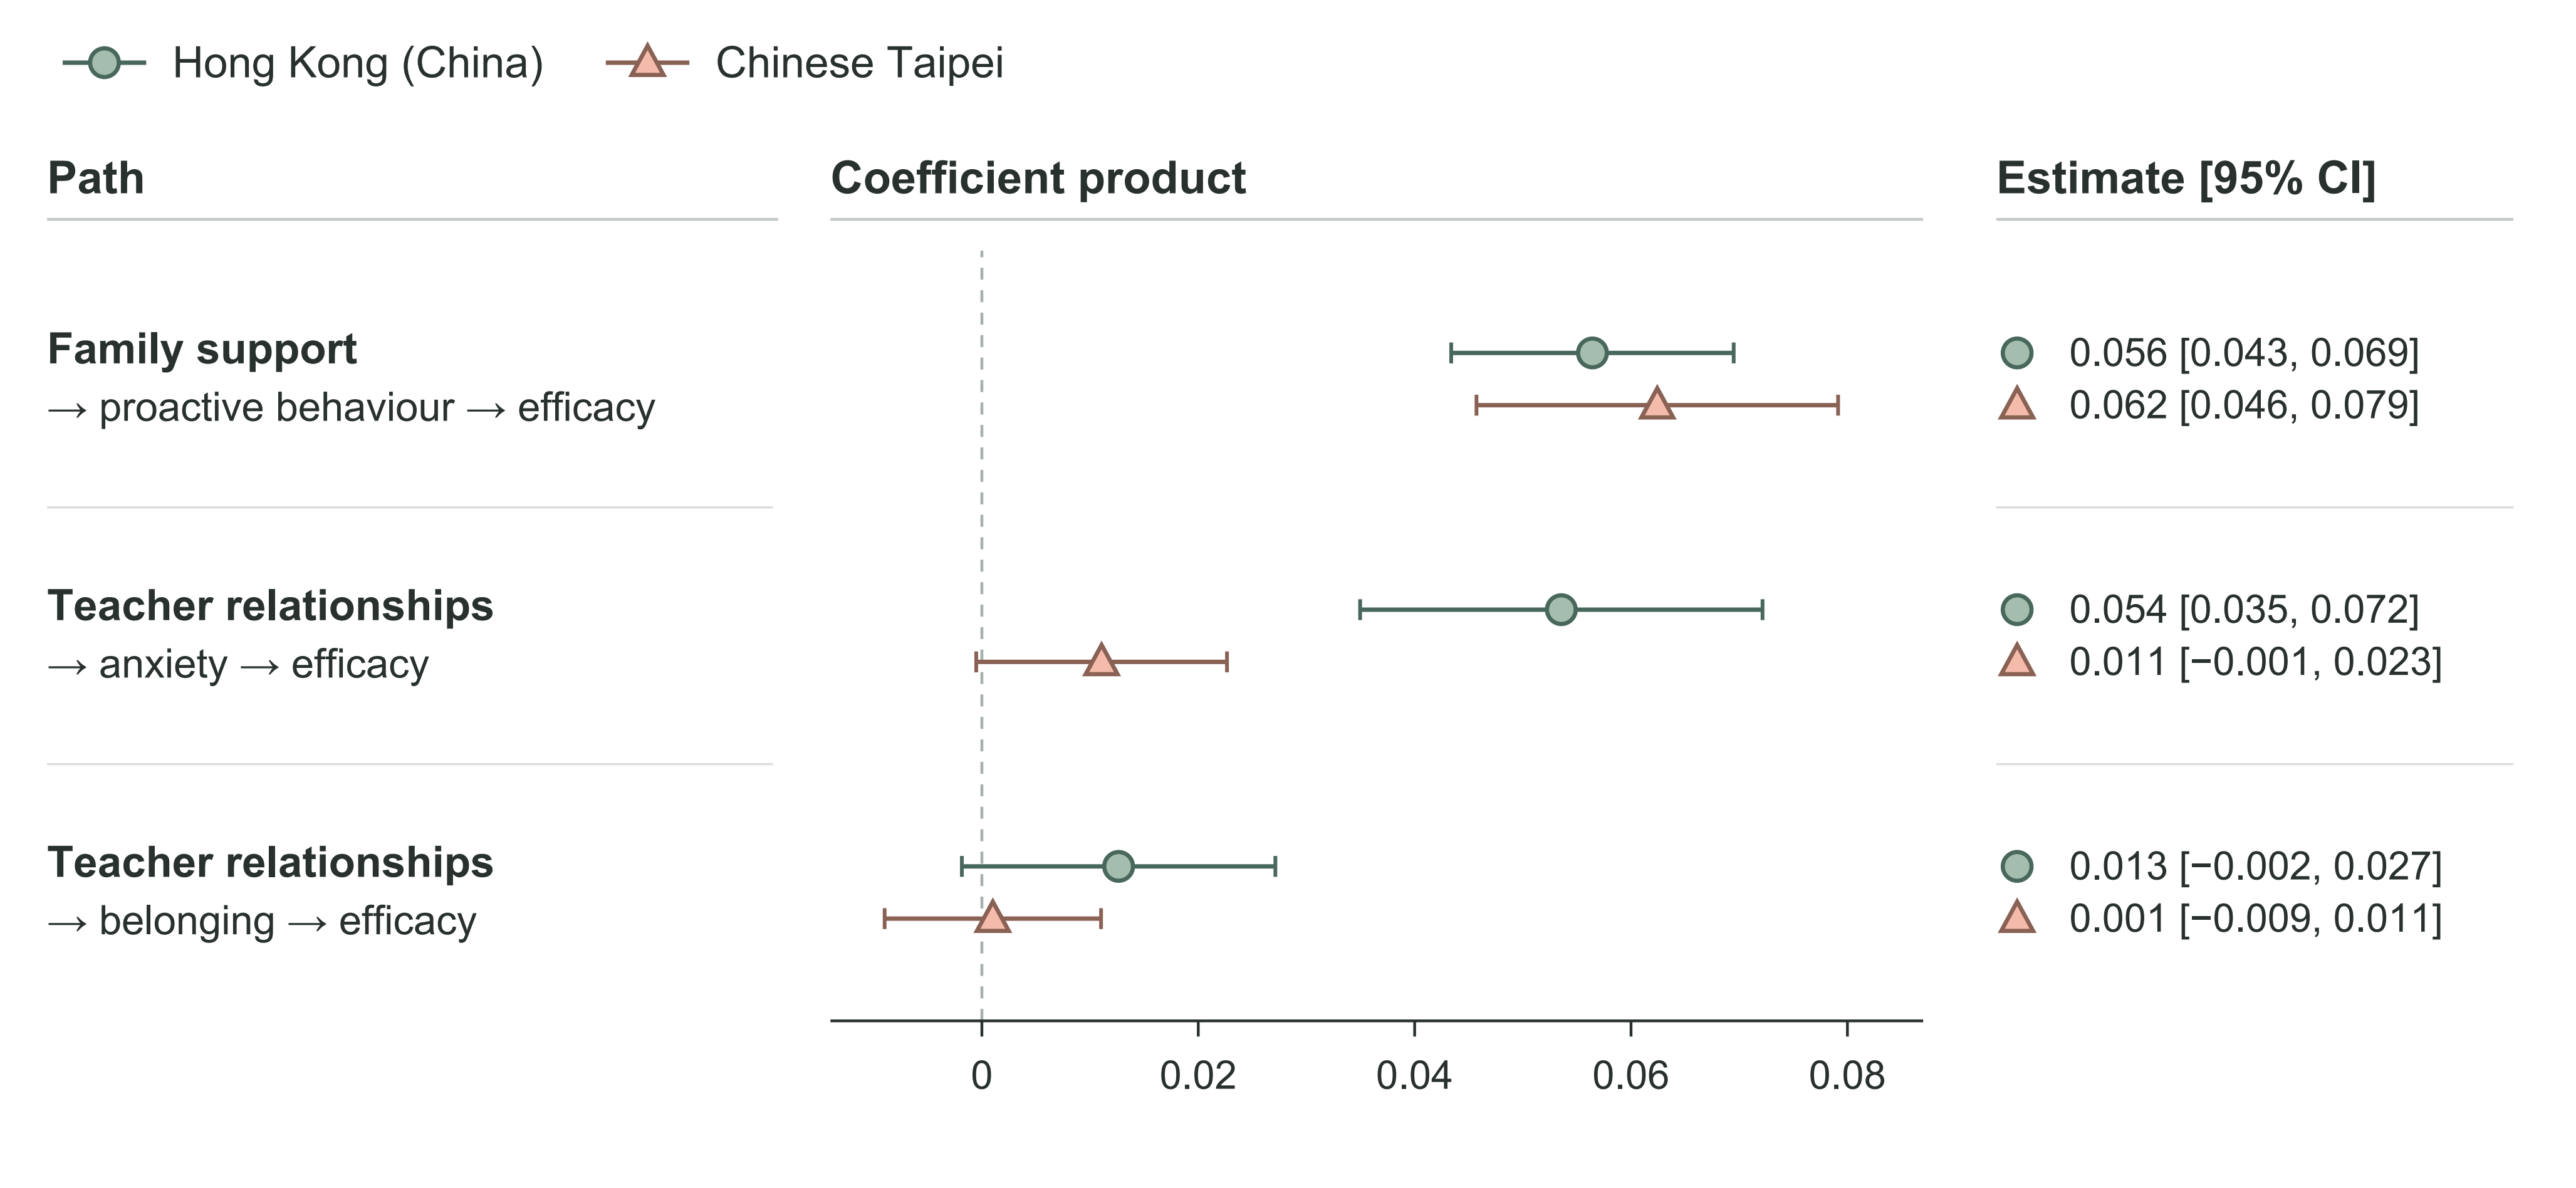 Hong Kong (China) Chinese Taipei
Path Coefficient product Estimate [95% CI]
Family support
→ proactive behaviour → efficacy
0.056 [0.043, 0.069]
0.062 [0.046, 0.079]
Teacher relationships
→ anxiety → efficacy
0.054 [0.035, 0.072]
0.011 [−0.001, 0.023]
Teacher relationships
→ belonging → efficacy
0.013 [−0.002, 0.027]
0.001 [−0.009, 0.011]
0 0.02 0.04 0.06 0.08